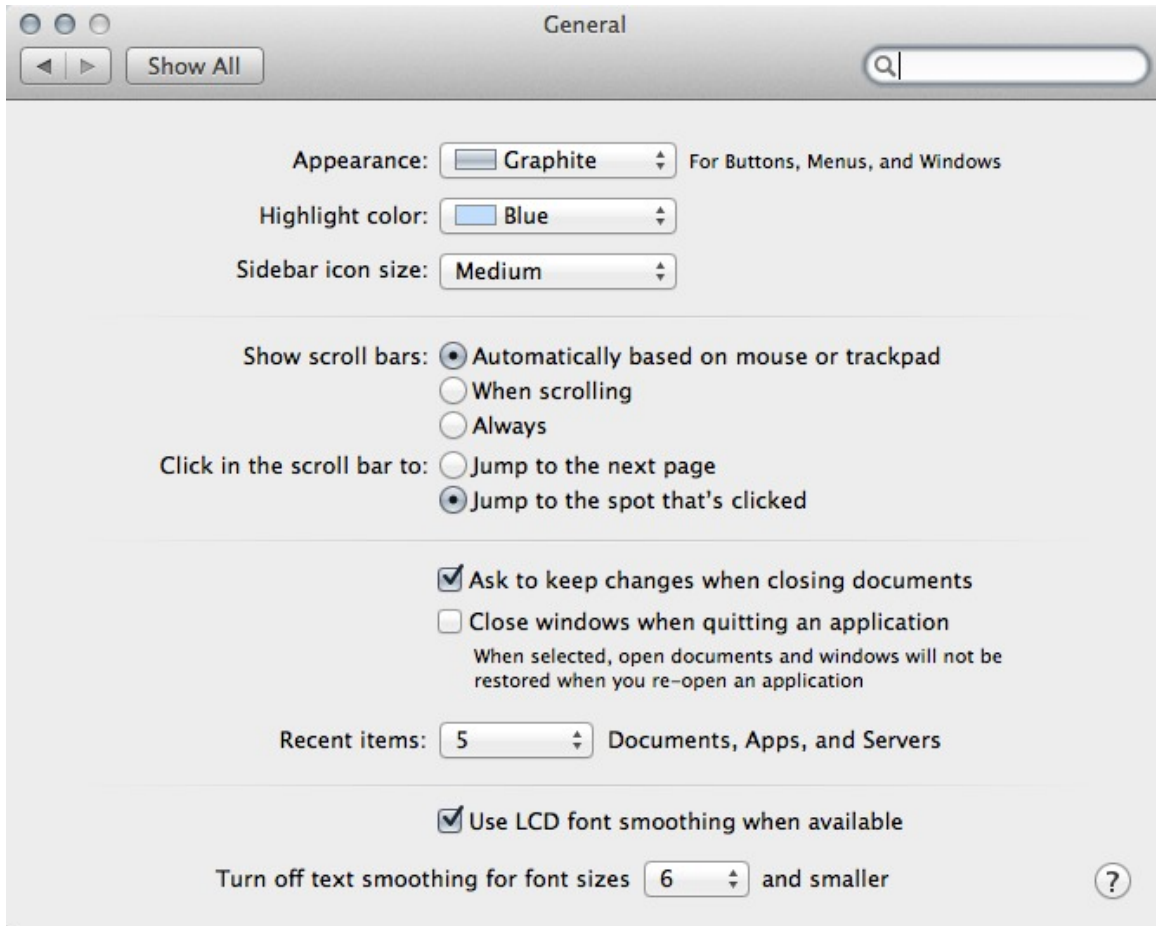 General
Show All
Appearance: Graphite For Buttons, Menus, and Windows
Highlight color: Blue
Sidebar icon size: Medium
Show scroll bars: Automatically based on mouse or trackpad
When scrolling
Always
Click in the scroll bar to: Jump to the next page
Jump to the spot that's clicked
Ask to keep changes when closing documents
Close windows when quitting an application
When selected, open documents and windows will not be
restored when you re-open an application
Recent items: 5 Documents, Apps, and Servers
Use LCD font smoothing when available
Turn off text smoothing for font sizes 6 and smaller ?